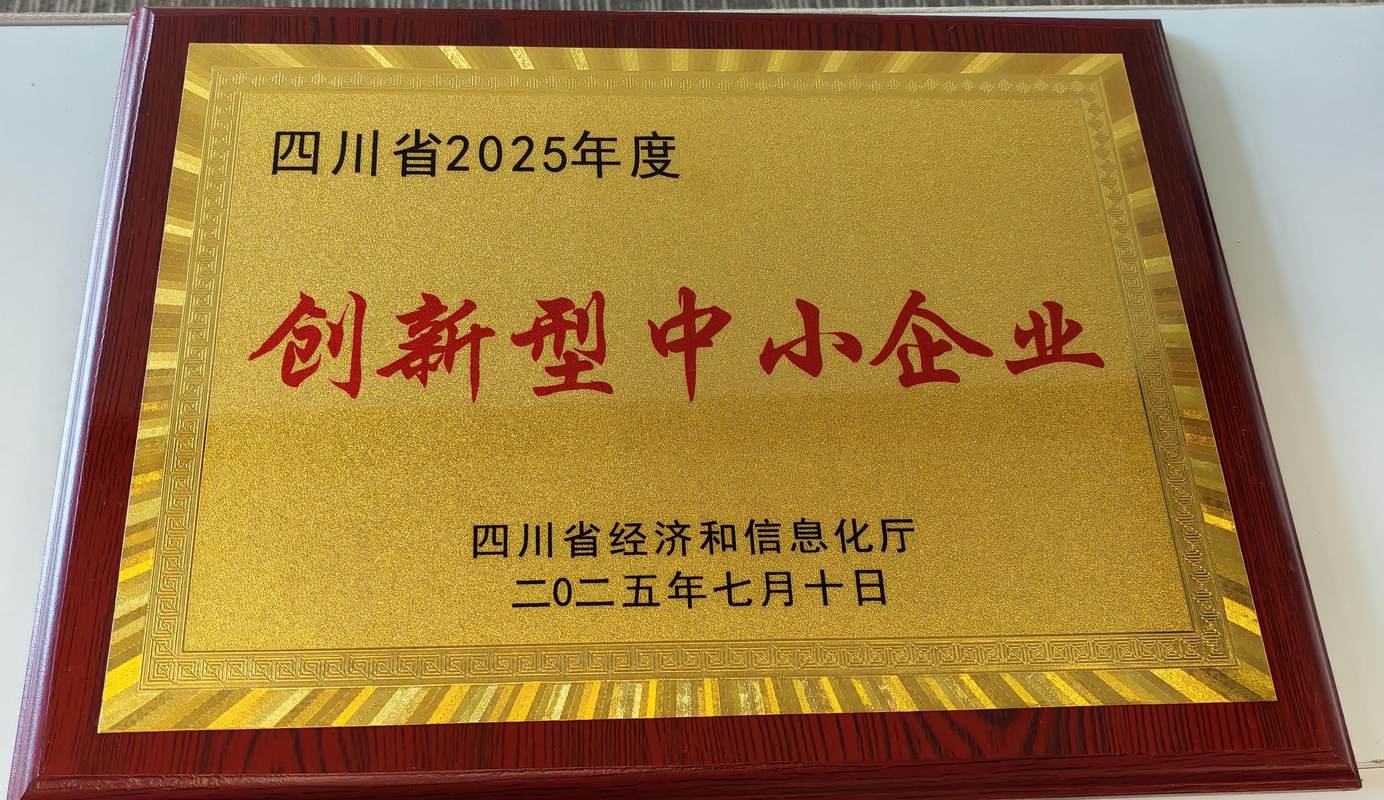 四川省2025年度
创新型中小企业
四川省经济和信息化厅
二0二五年七月十日